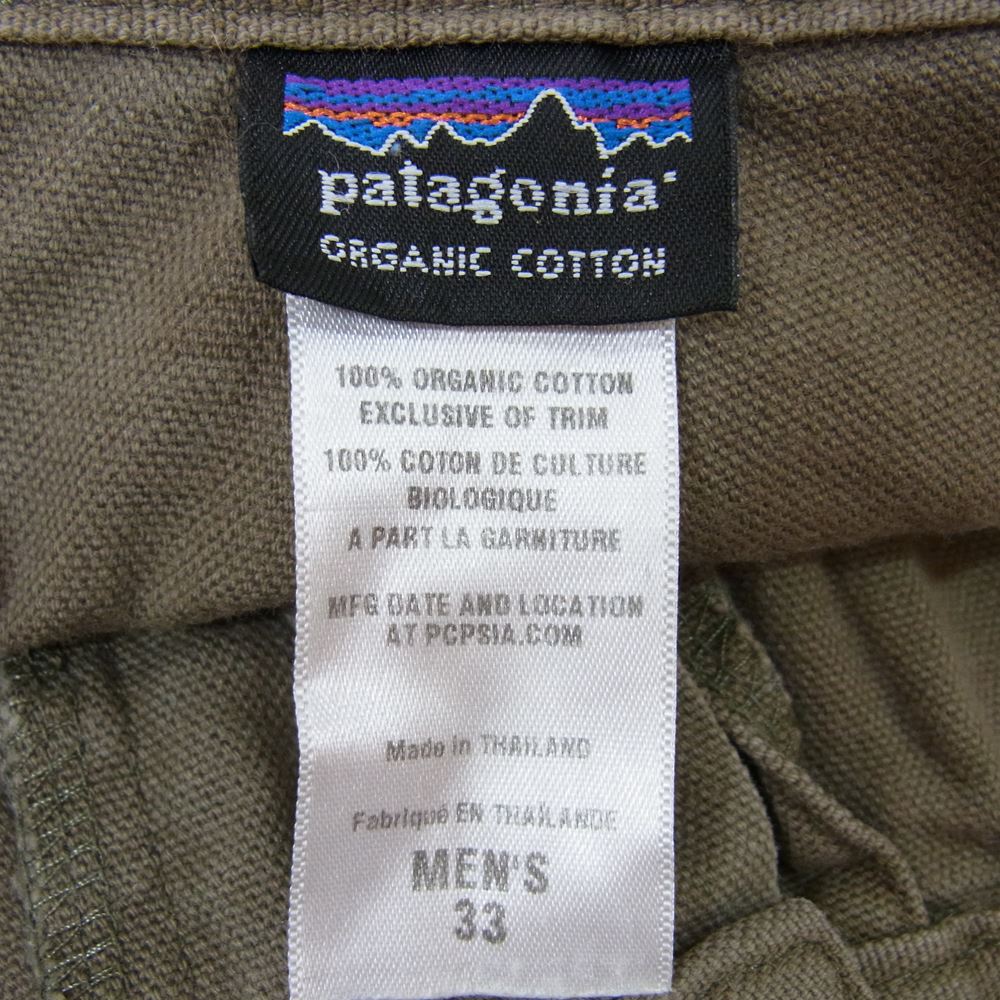 patagonia
ORGANIC COTTON
100% ORGANIC COTTON
EXCLUSIVE OF TRIM
100% COTON DE CULTURE
BIOLOGIQUE
A PART LA GARNITURE
MFG DATE AND LOCATION
AT PCPSIA.COM
Made in THAILAND
Fabriqué EN THAÏLANDE
MEN'S
33